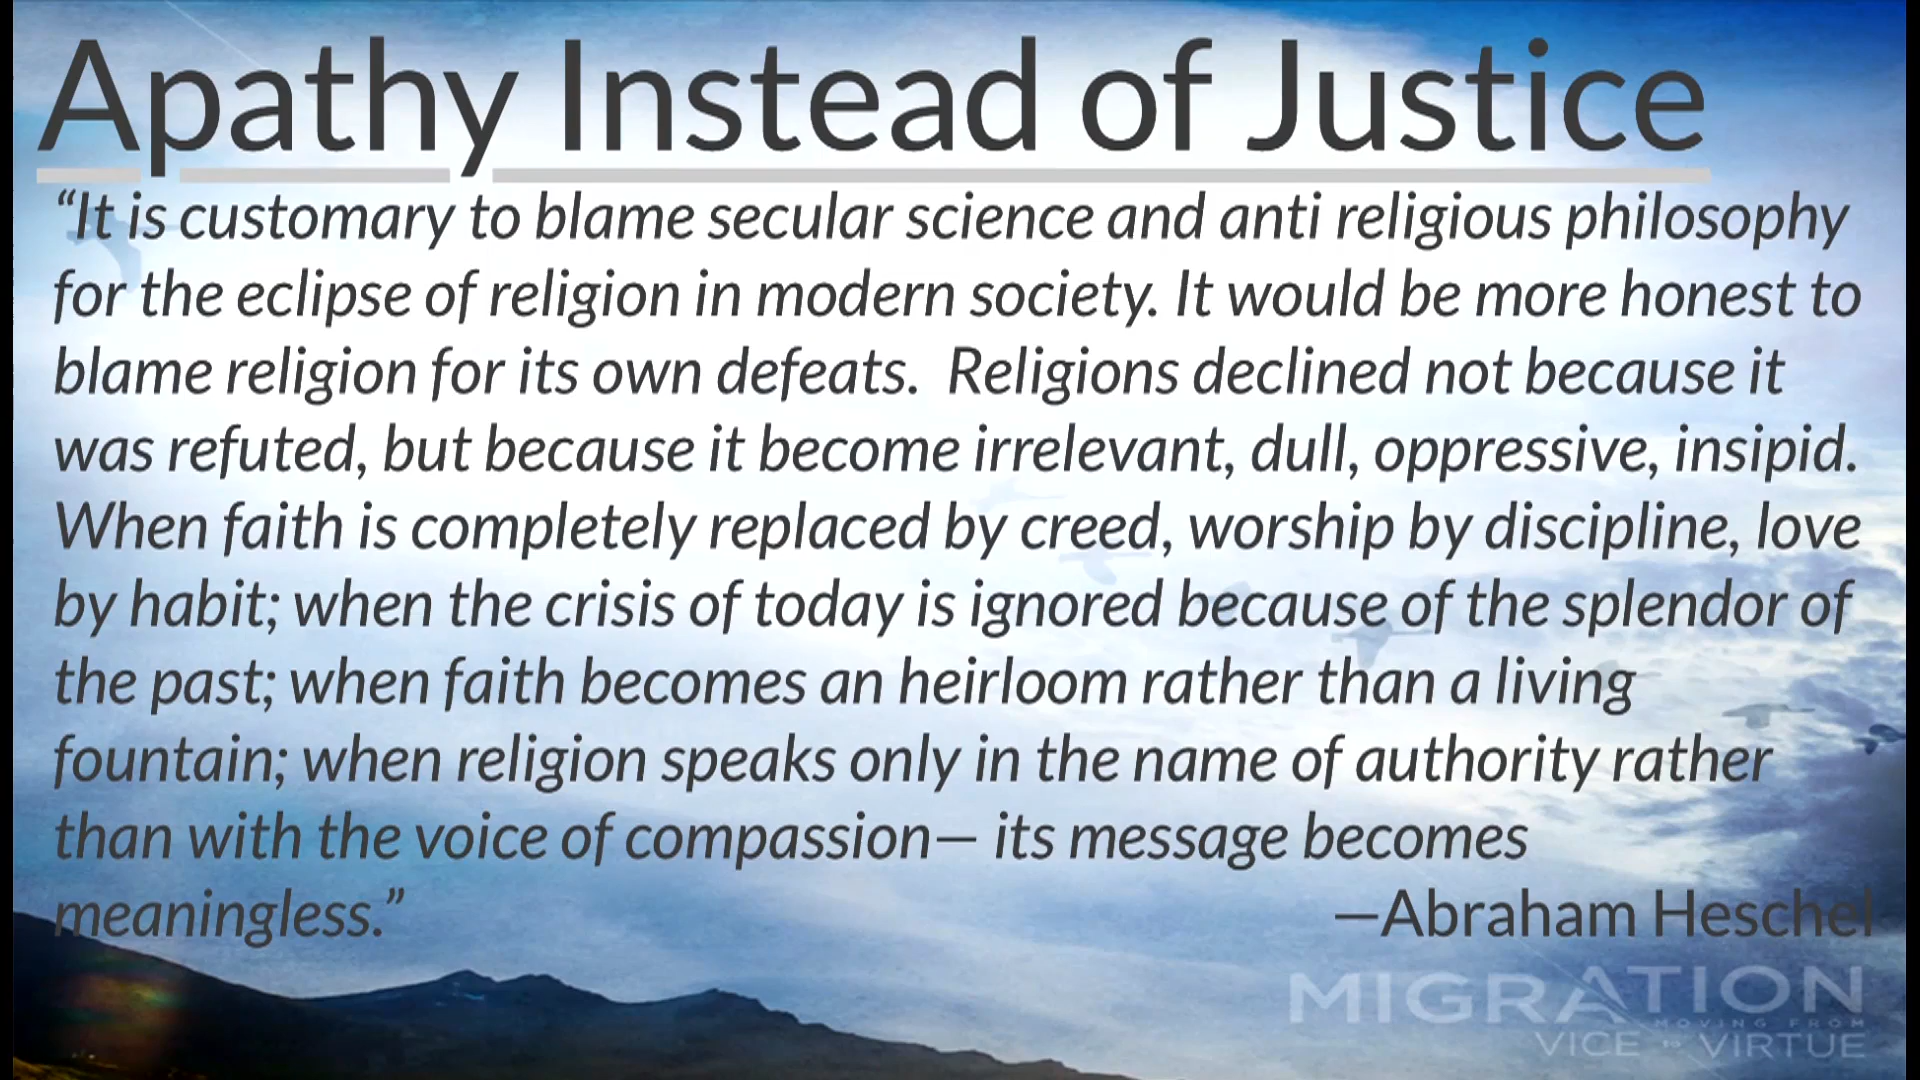 Apathy Instead of Justice
“It is customary to blame secular science and anti religious philosophy
for the eclipse of religion in modern society. It would be more honest to
blame religion for its own defeats.  Religions declined not because it
was refuted, but because it become irrelevant, dull, oppressive, insipid.
When faith is completely replaced by creed, worship by discipline, love
by habit; when the crisis of today is ignored because of the splendor of
the past; when faith becomes an heirloom rather than a living
fountain; when religion speaks only in the name of authority rather
than with the voice of compassion— its message becomes
meaningless.” —Abraham Heschel
MIGRATION
MOVING FROM
VICE to VIRTUE